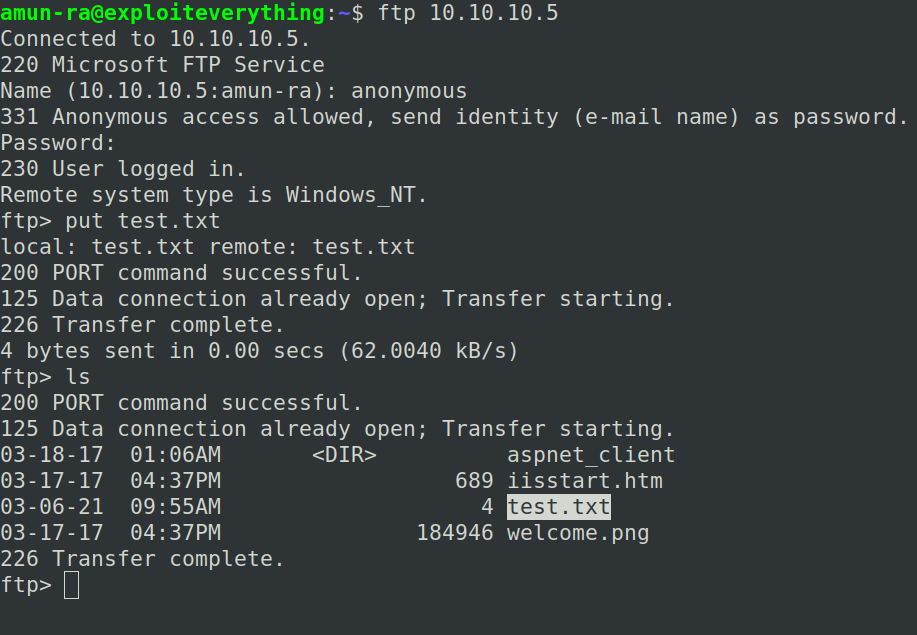 amun-ra@exploiteverything:~$ ftp 10.10.10.5
Connected to 10.10.10.5.
220 Microsoft FTP Service
Name (10.10.10.5:amun-ra): anonymous
331 Anonymous access allowed, send identity (e-mail name) as password.
Password:
230 User logged in.
Remote system type is Windows_NT.
ftp> put test.txt
local: test.txt remote: test.txt
200 PORT command successful.
125 Data connection already open; Transfer starting.
226 Transfer complete.
4 bytes sent in 0.00 secs (62.0040 kB/s)
ftp> ls
200 PORT command successful.
125 Data connection already open; Transfer starting.
03-18-17  01:06AM       <DIR>          aspnet_client
03-17-17  04:37PM                  689 iisstart.htm
03-06-21  09:55AM                    4 test.txt
03-17-17  04:37PM               184946 welcome.png
226 Transfer complete.
ftp>